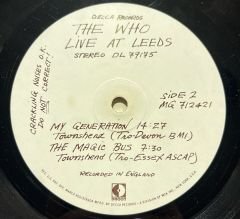 DECCA RECORDS
THE WHO
LIVE AT LEEDS
STEREO DL 79175
CRACKLING NOISES O.K.
DO NOT CORRECT!
SIDE 2
MG 712421
MY GENERATION 14:27
Townshend (Tro-Devon BMI)
THE MAGIC BUS 7:30
Townshend (Tro-Essex ASCAP)
RECORDED IN ENGLAND
DECCA